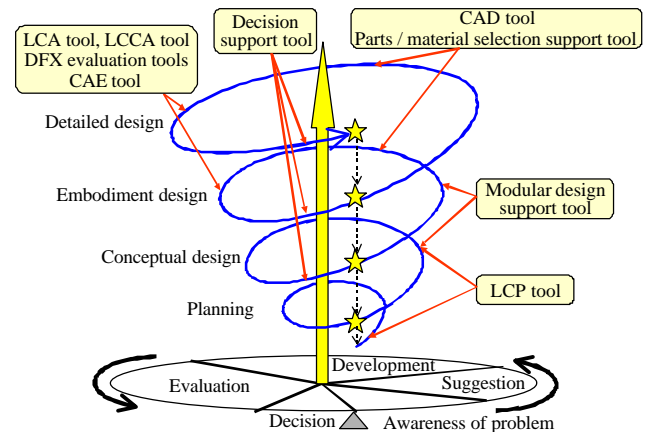 LCA tool, LCCA tool
DFX evaluation tools
CAE tool
Decision
support tool
CAD tool
Parts / material selection support tool
Detailed design
Embodiment design
Modular design
support tool
Conceptual design
LCP tool
Planning
Development
Evaluation
Suggestion
Decision
Awareness of problem